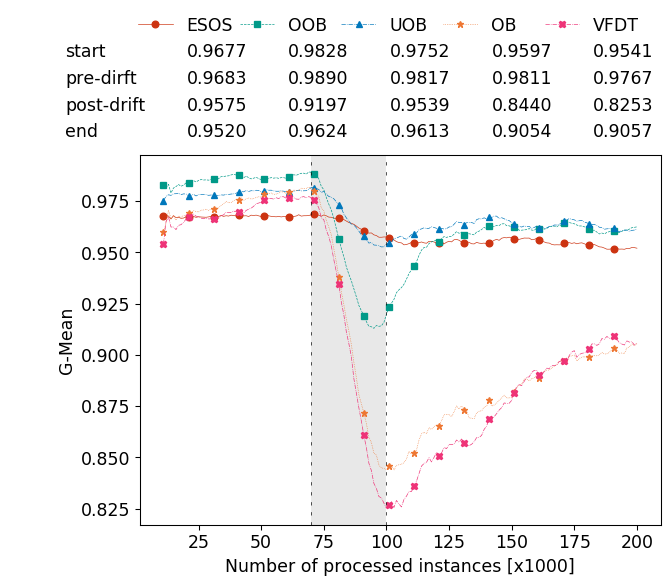 ESOS OOB UOB OB VFDT
start 0.9677 0.9828 0.9752 0.9597 0.9541
pre-dirft 0.9683 0.9890 0.9817 0.9811 0.9767
post-drift 0.9575 0.9197 0.9539 0.8440 0.8253
end 0.9520 0.9624 0.9613 0.9054 0.9057
G-Mean
0.975
0.950
0.925
0.900
0.875
0.850
0.825
25 50 75 100 125 150 175 200
Number of processed instances [x1000]